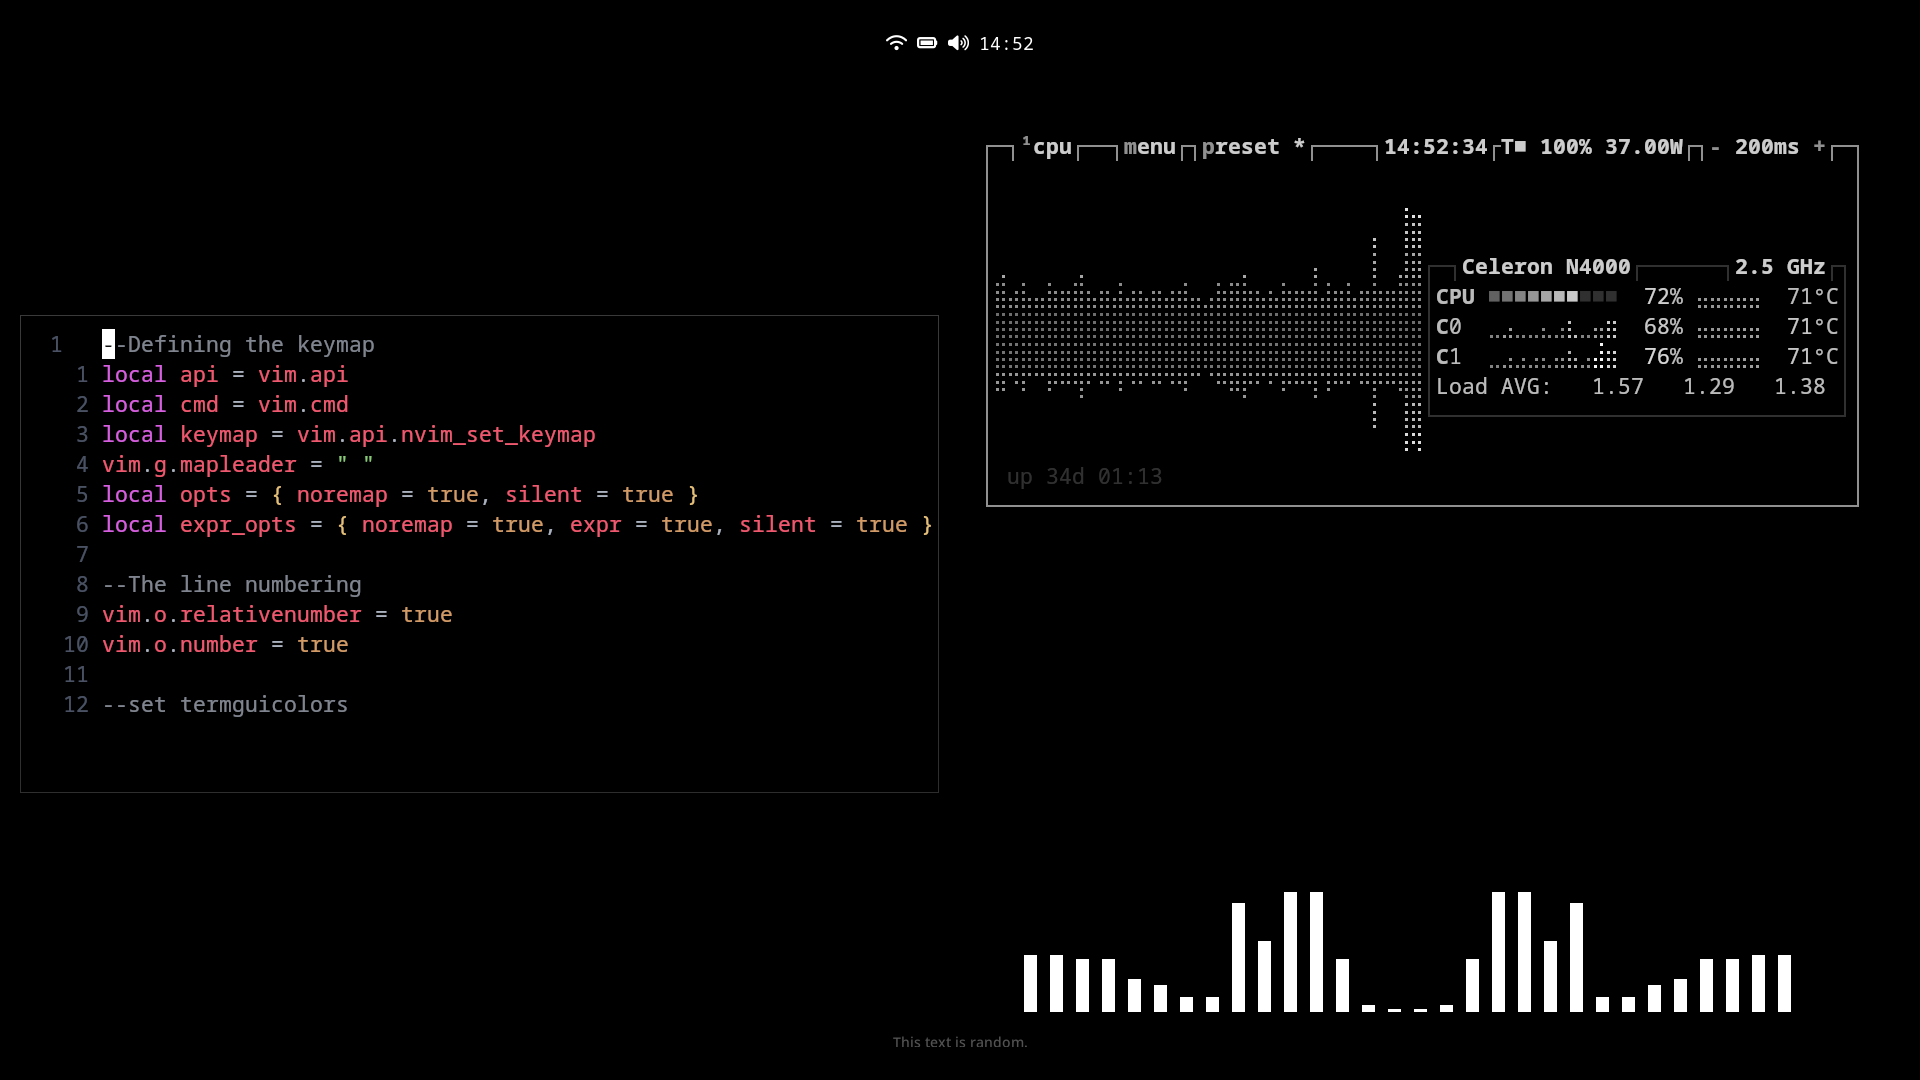 14:52
1 --Defining the keymap
1 local api = vim.api
2 local cmd = vim.cmd
3 local keymap = vim.api.nvim_set_keymap
4 vim.g.mapleader = " "
5 local opts = { noremap = true, silent = true }
6 local expr_opts = { noremap = true, expr = true, silent = true }
7
8 --The line numbering
9 vim.o.relativenumber = true
10 vim.o.number = true
11
12 --set termguicolors
¹cpu menu preset * 14:52:34 T■ 100% 37.00W - 200ms +
Celeron N4000 2.5 GHz
CPU 72% 71°C
C0 68% 71°C
C1 76% 71°C
Load AVG: 1.57 1.29 1.38
up 34d 01:13
This text is random.